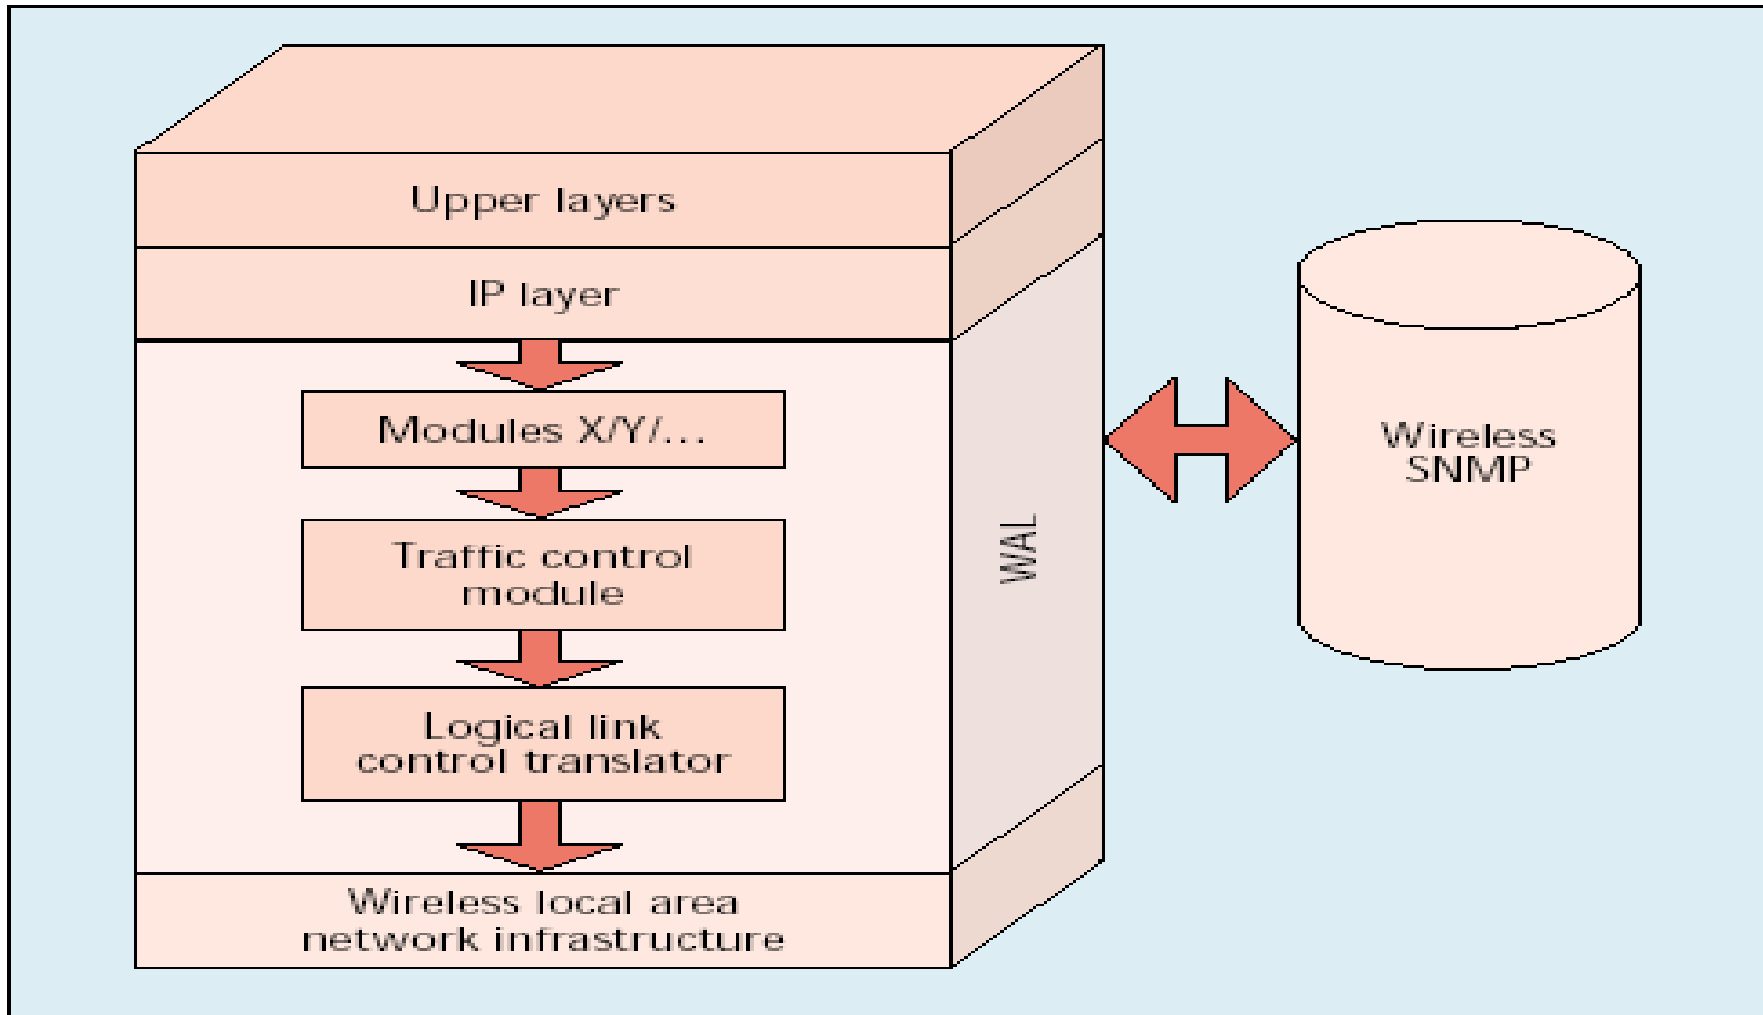 Upper layers
IP layer
Modules X/Y/...
Traffic control
module
Logical link
control translator
Wireless local area
network infrastructure
WAL
Wireless
SNMP